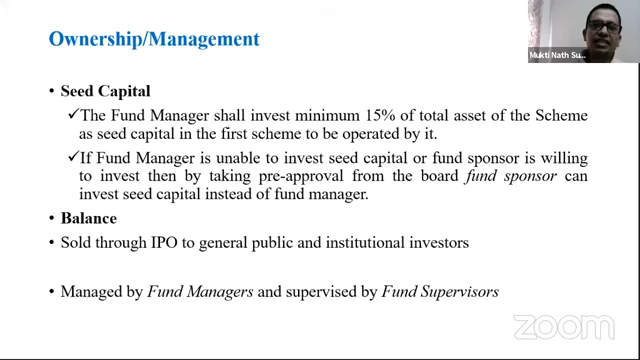 Ownership/Management
Mukti Nath Su...
• Seed Capital
✓The Fund Manager shall invest minimum 15% of total asset of the Scheme
as seed capital in the first scheme to be operated by it.
✓If Fund Manager is unable to invest seed capital or fund sponsor is willing
to invest then by taking pre-approval from the board fund sponsor can
invest seed capital instead of fund manager.
• Balance
• Sold through IPO to general public and institutional investors
• Managed by Fund Managers and supervised by Fund Supervisors
zoom